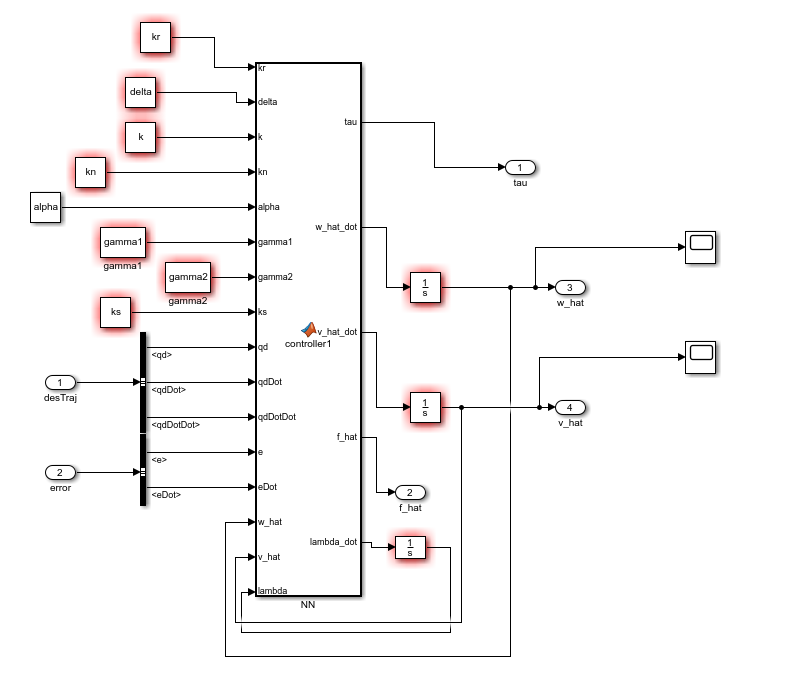 kr
kr
delta
delta
k
k
kn
kn
alpha
alpha
gamma1
gamma1
gamma1
gamma2
gamma2
gamma2
ks
ks
<qd>
qd
1
desTraj
<qdDot>
qdDot
<qdDotDot>
qdDotDot
<e>
e
2
error
<eDot>
eDot
w_hat
v_hat
lambda
controller1
NN
tau
1
tau
w_hat_dot
1
s
3
w_hat
v_hat_dot
1
s
4
v_hat
f_hat
2
f_hat
lambda_dot
1
s